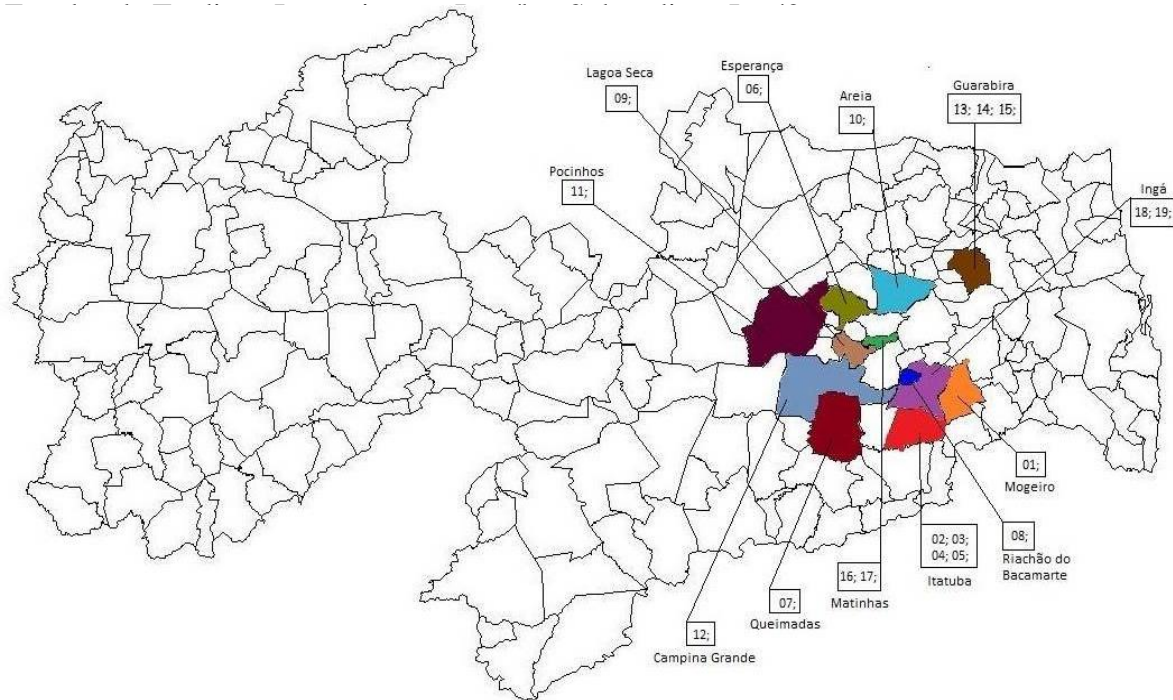 Esperança
06;
Lagoa Seca
09;
Areia
10;
Guarabira
13; 14; 15;
Pocinhos
11;
Ingá
18; 19;
01;
Mogeiro
02; 03;
04; 05;
Itatuba
08;
Riachão do
Bacamarte
16; 17;
Matinhas
07;
Queimadas
12;
Campina Grande